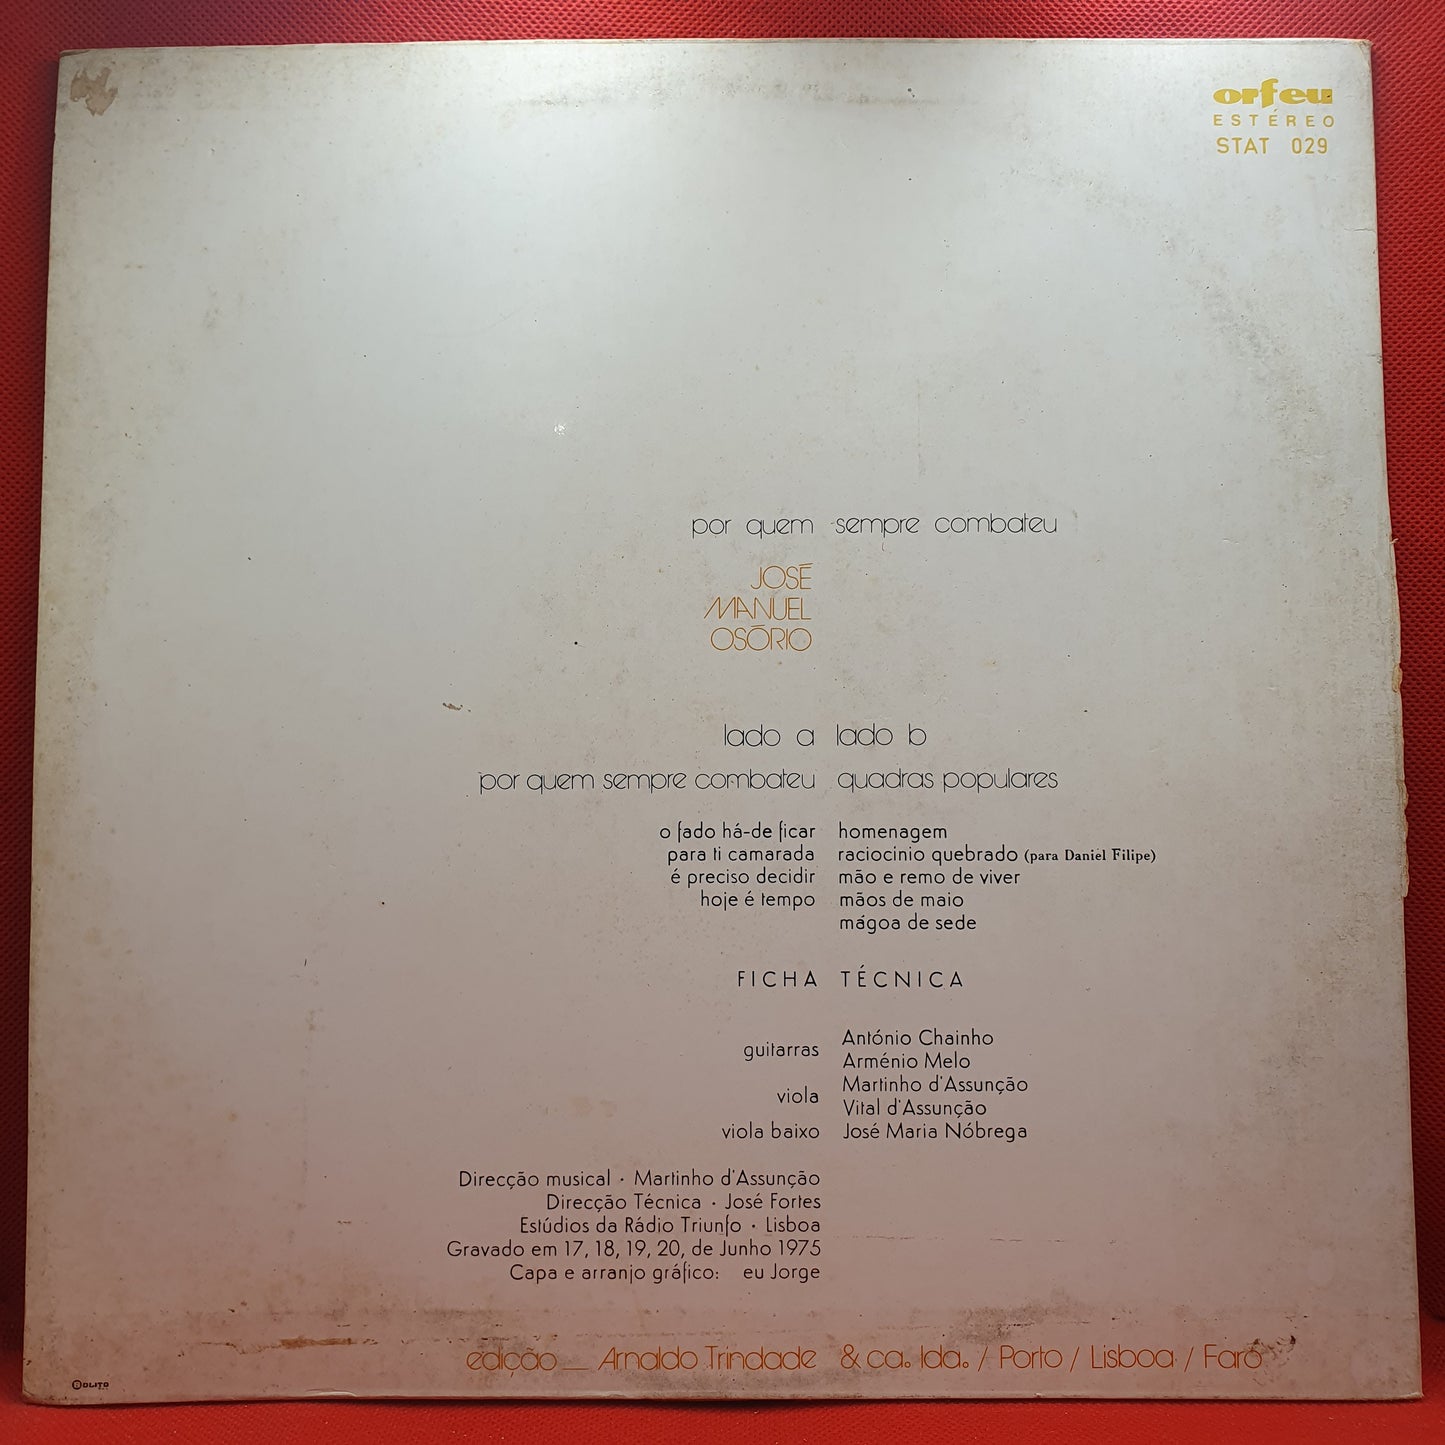 orfeu
ESTÉREO
STAT 029
por quem sempre combateu
JOSÉ
MANUEL
OSÓRIO
lado a lado b
por quem sempre combateu quadras populares
o fado há-de ficar homenagem
para ti camarada raciocinio quebrado (para Daniel Filipe)
é preciso decidir mão e remo de viver
hoje é tempo mãos de maio
mágoa de sede
FICHA TÉCNICA
guitarras António Chainho
Arménio Melo
viola Martinho d'Assunção
Vital d'Assunção
viola baixo José Maria Nóbrega
Direcção musical · Martinho d'Assunção
Direcção Técnica · José Fortes
Estúdios da Rádio Triunfo · Lisboa
Gravado em 17, 18, 19, 20, de Junho 1975
Capa e arranjo gráfico: eu Jorge
edição _ Arnaldo Trindade & ca. lda. / Porto / Lisboa / Faro